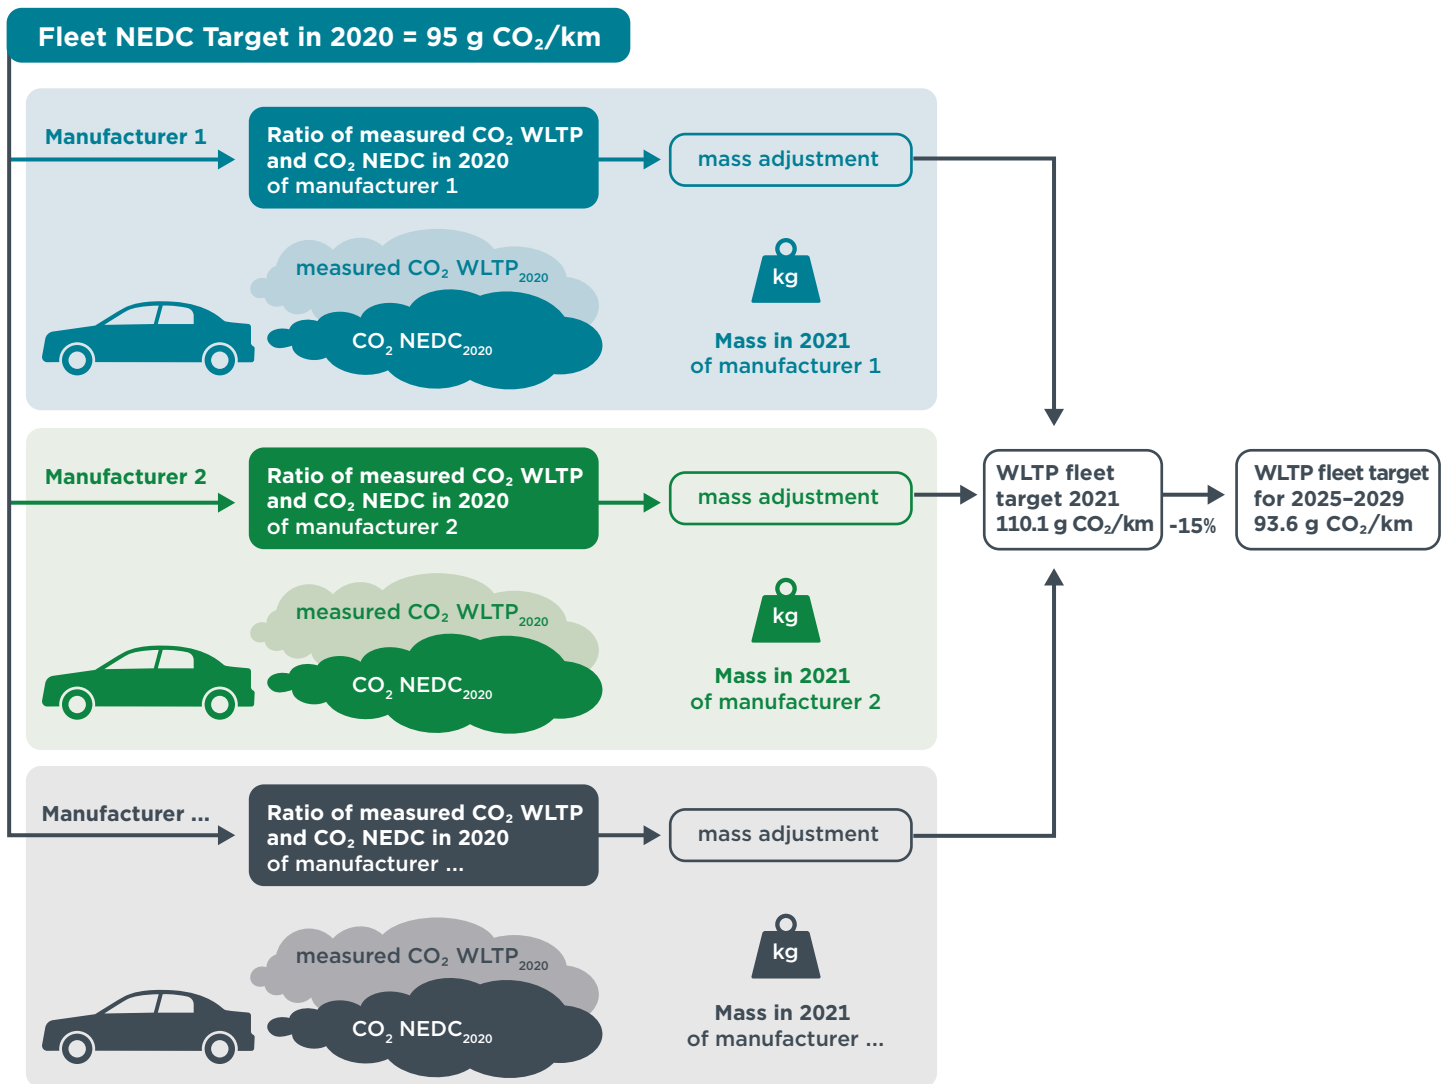 Fleet NEDC Target in 2020 = 95 g CO₂/km
Manufacturer 1
Ratio of measured CO₂ WLTP
and CO₂ NEDC in 2020
of manufacturer 1
mass adjustment
measured CO₂ WLTP₂₀₂₀
CO₂ NEDC₂₀₂₀
kg
Mass in 2021
of manufacturer 1
Manufacturer 2
Ratio of measured CO₂ WLTP
and CO₂ NEDC in 2020
of manufacturer 2
mass adjustment
measured CO₂ WLTP₂₀₂₀
CO₂ NEDC₂₀₂₀
kg
Mass in 2021
of manufacturer 2
Manufacturer ...
Ratio of measured CO₂ WLTP
and CO₂ NEDC in 2020
of manufacturer ...
mass adjustment
measured CO₂ WLTP₂₀₂₀
CO₂ NEDC₂₀₂₀
kg
Mass in 2021
of manufacturer ...
WLTP fleet
target 2021
110.1 g CO₂/km
-15%
WLTP fleet target
for 2025–2029
93.6 g CO₂/km